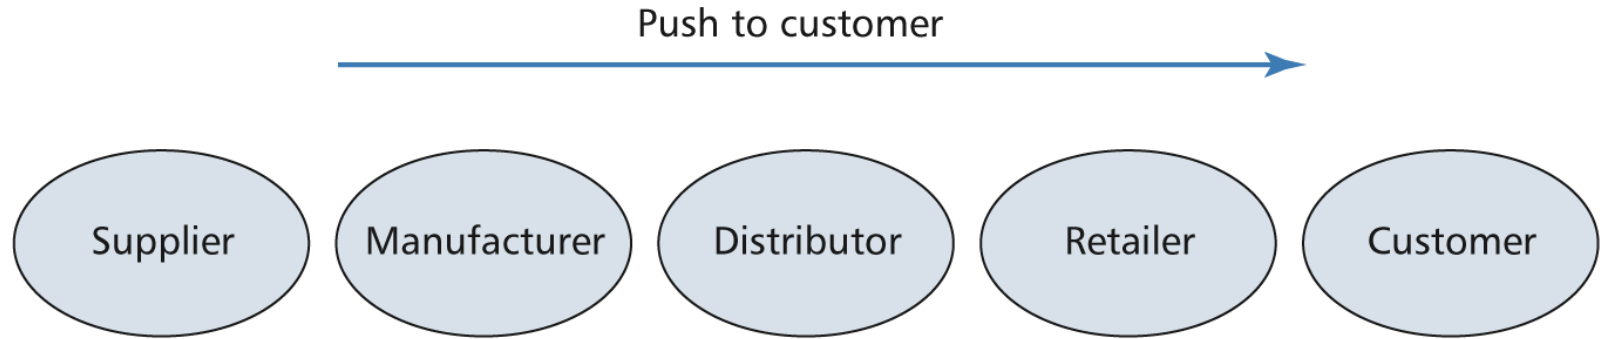 Push to customer
Supplier
Manufacturer
Distributor
Retailer
Customer